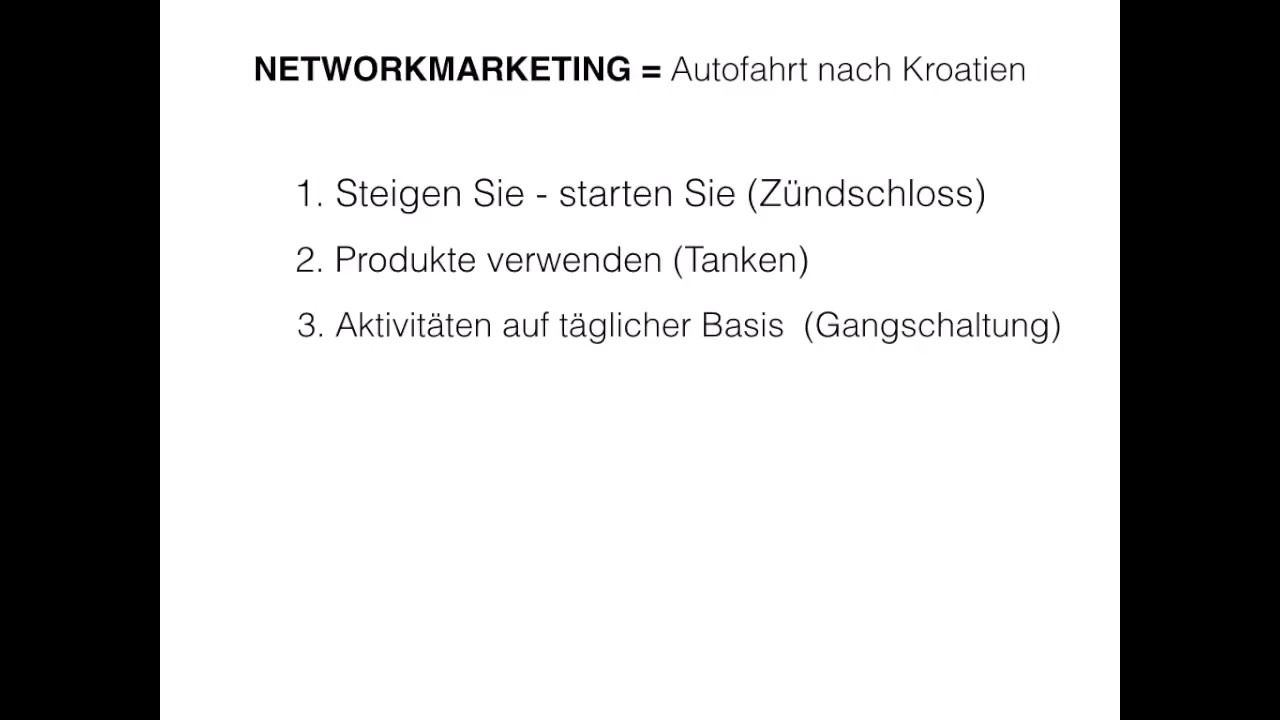 NETWORKMARKETING = Autofahrt nach Kroatien
1. Steigen Sie - starten Sie (Zündschloss)
2. Produkte verwenden (Tanken)
3. Aktivitäten auf täglicher Basis (Gangschaltung)